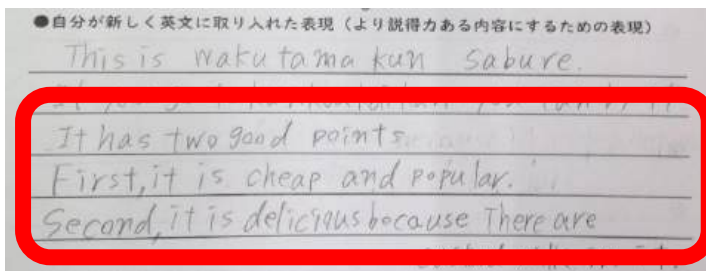 ●自分が新しく英文に取り入れた表現（より説得力ある内容にするための表現）
This is wakutama kun sabure.
It has two good points.
First, it is cheap and popular.
Second, it is delicious because There are